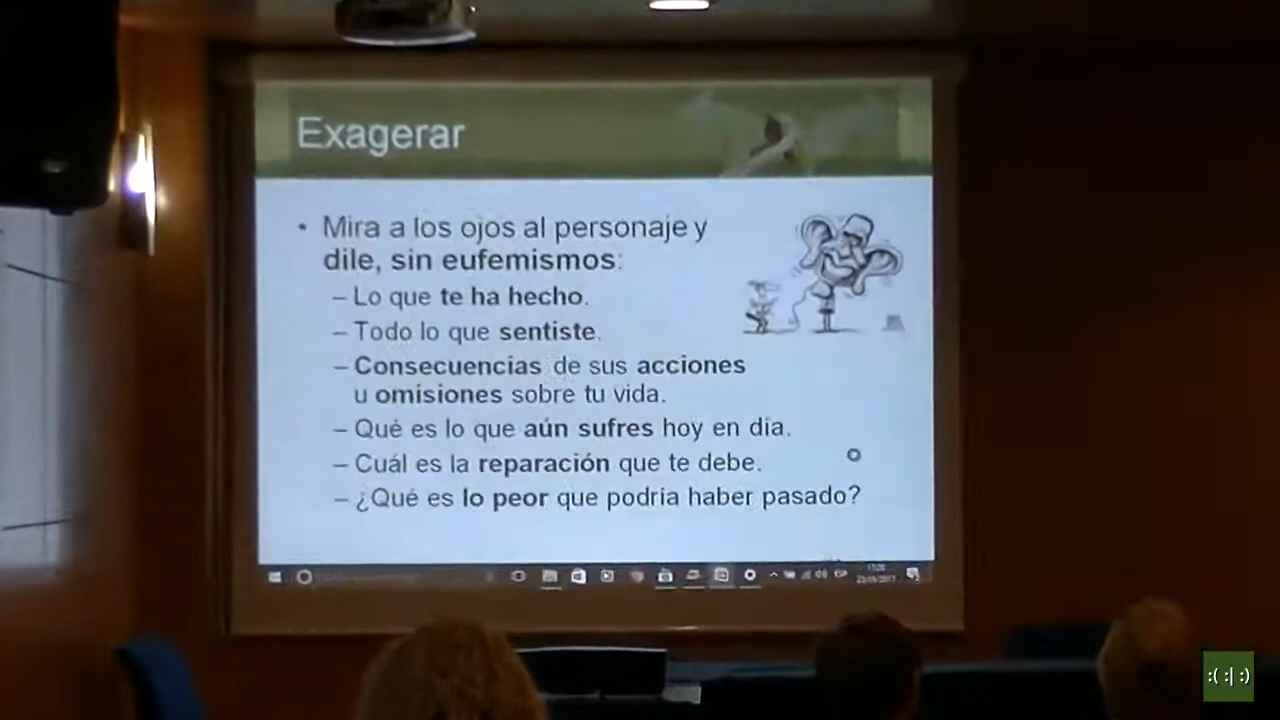 Exagerar
• Mira a los ojos al personaje y
dile, sin eufemismos:
– Lo que te ha hecho.
– Todo lo que sentiste.
– Consecuencias de sus acciones
u omisiones sobre tu vida.
– Qué es lo que aún sufres hoy en día.
– Cuál es la reparación que te debe.
– ¿Qué es lo peor que podría haber pasado?
:( :| :)